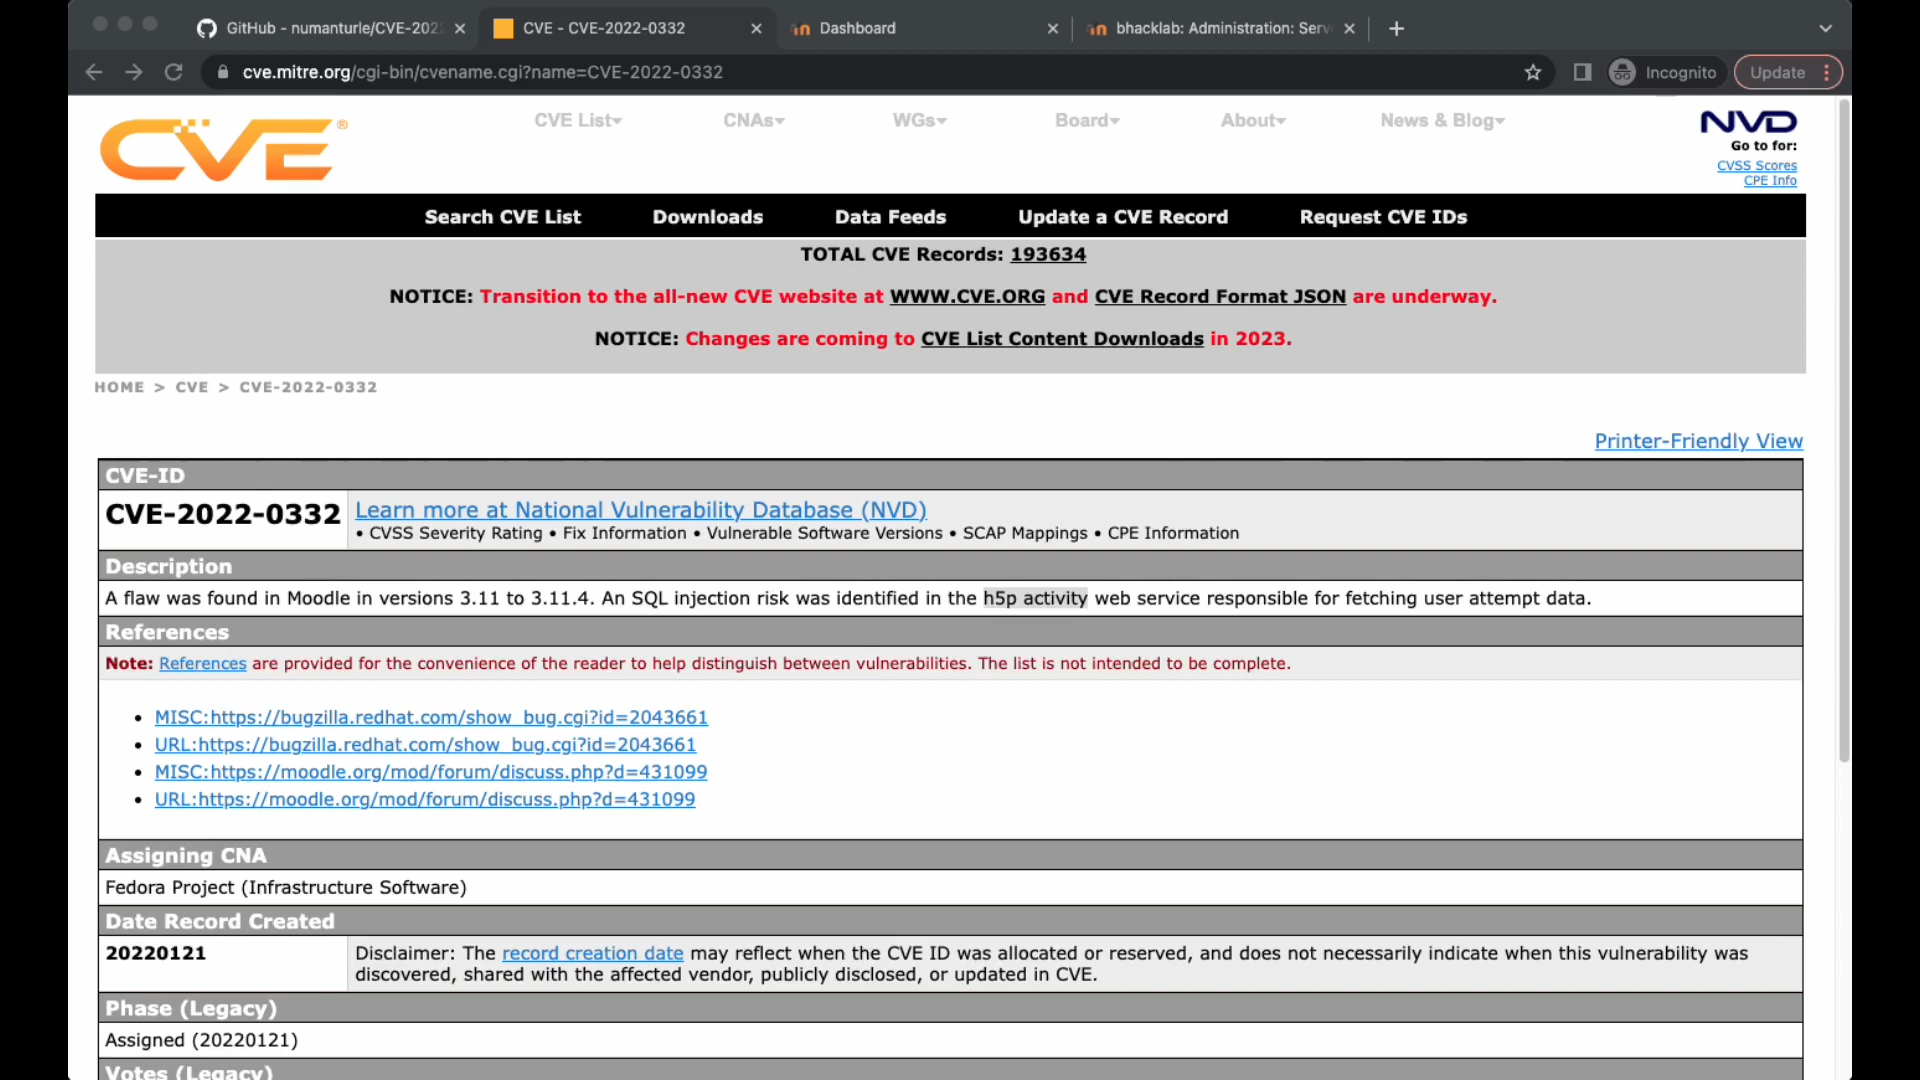 GitHub - numanturle/CVE-202
CVE - CVE-2022-0332
Dashboard
bhacklab: Administration: Serv
cve.mitre.org/cgi-bin/cvename.cgi?name=CVE-2022-0332
Incognito
Update
CVE®
CVE List
CNAs
WGs
Board
About
News & Blog
NVD
Go to for:
CVSS Scores
CPE Info
Search CVE List
Downloads
Data Feeds
Update a CVE Record
Request CVE IDs
TOTAL CVE Records: 193634
NOTICE: Transition to the all-new CVE website at WWW.CVE.ORG and CVE Record Format JSON are underway.
NOTICE: Changes are coming to CVE List Content Downloads in 2023.
HOME > CVE > CVE-2022-0332
Printer-Friendly View
CVE-ID
CVE-2022-0332
Learn more at National Vulnerability Database (NVD)
• CVSS Severity Rating • Fix Information • Vulnerable Software Versions • SCAP Mappings • CPE Information
Description
A flaw was found in Moodle in versions 3.11 to 3.11.4. An SQL injection risk was identified in the h5p activity web service responsible for fetching user attempt data.
References
Note: References are provided for the convenience of the reader to help distinguish between vulnerabilities. The list is not intended to be complete.
• MISC:https://bugzilla.redhat.com/show_bug.cgi?id=2043661
• URL:https://bugzilla.redhat.com/show_bug.cgi?id=2043661
• MISC:https://moodle.org/mod/forum/discuss.php?d=431099
• URL:https://moodle.org/mod/forum/discuss.php?d=431099
Assigning CNA
Fedora Project (Infrastructure Software)
Date Record Created
20220121
Disclaimer: The record creation date may reflect when the CVE ID was allocated or reserved, and does not necessarily indicate when this vulnerability was
discovered, shared with the affected vendor, publicly disclosed, or updated in CVE.
Phase (Legacy)
Assigned (20220121)
Votes (Legacy)